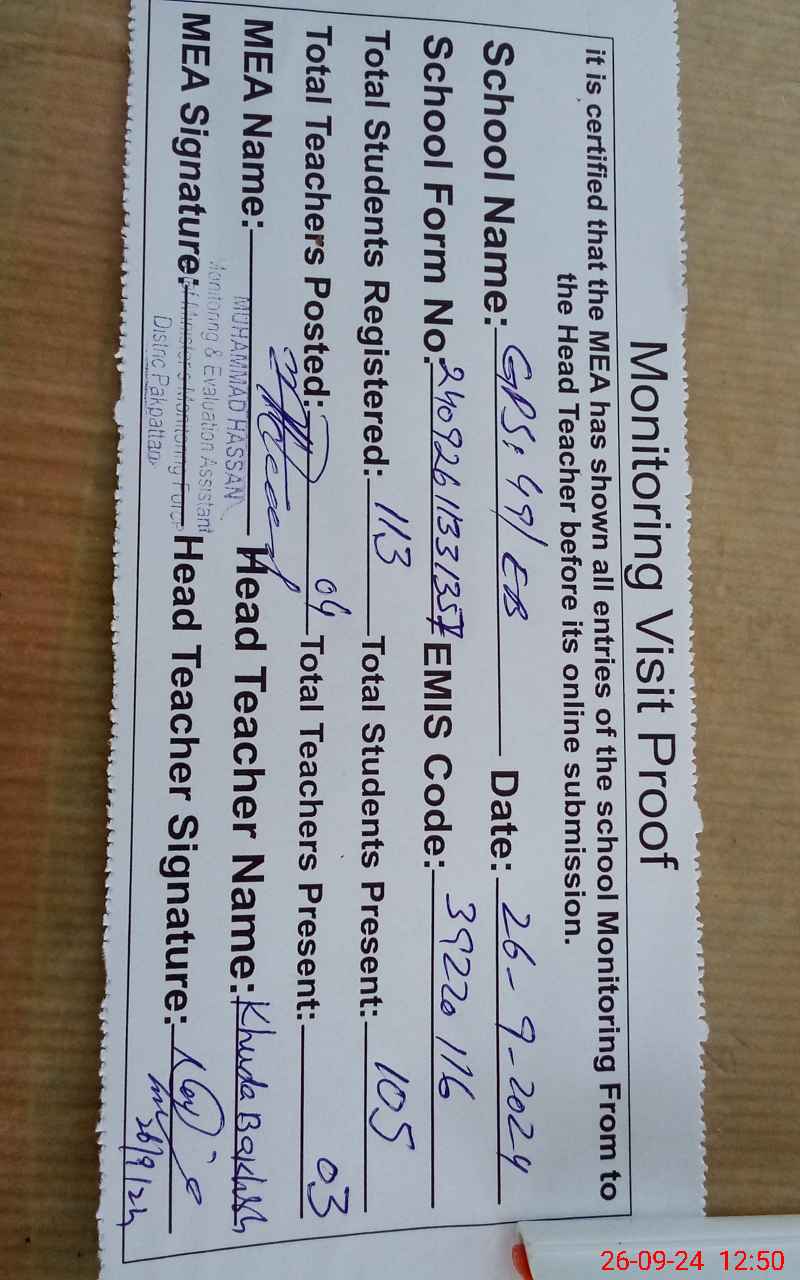 Monitoring Visit Proof
it is certified that the MEA has shown all entries of the school Monitoring From to
the Head Teacher before its online submission.
School Name: GPS: 49/EB Date: 26-9-2024
School Form No. EMIS Code: 39220116
Total Students Registered: 113 Total Students Present: 105
Total Teachers Posted: 04 Total Teachers Present: 03
MEA Name: MUHAMMAD HASSAN Head Teacher Name: Khuda Bakhsh
Monitoring & Evaluation Assistant
MEA Signature: Monitoring Force Head Teacher Signature:
Distric Pakpattan
26/9/24
26-09-24 12:50